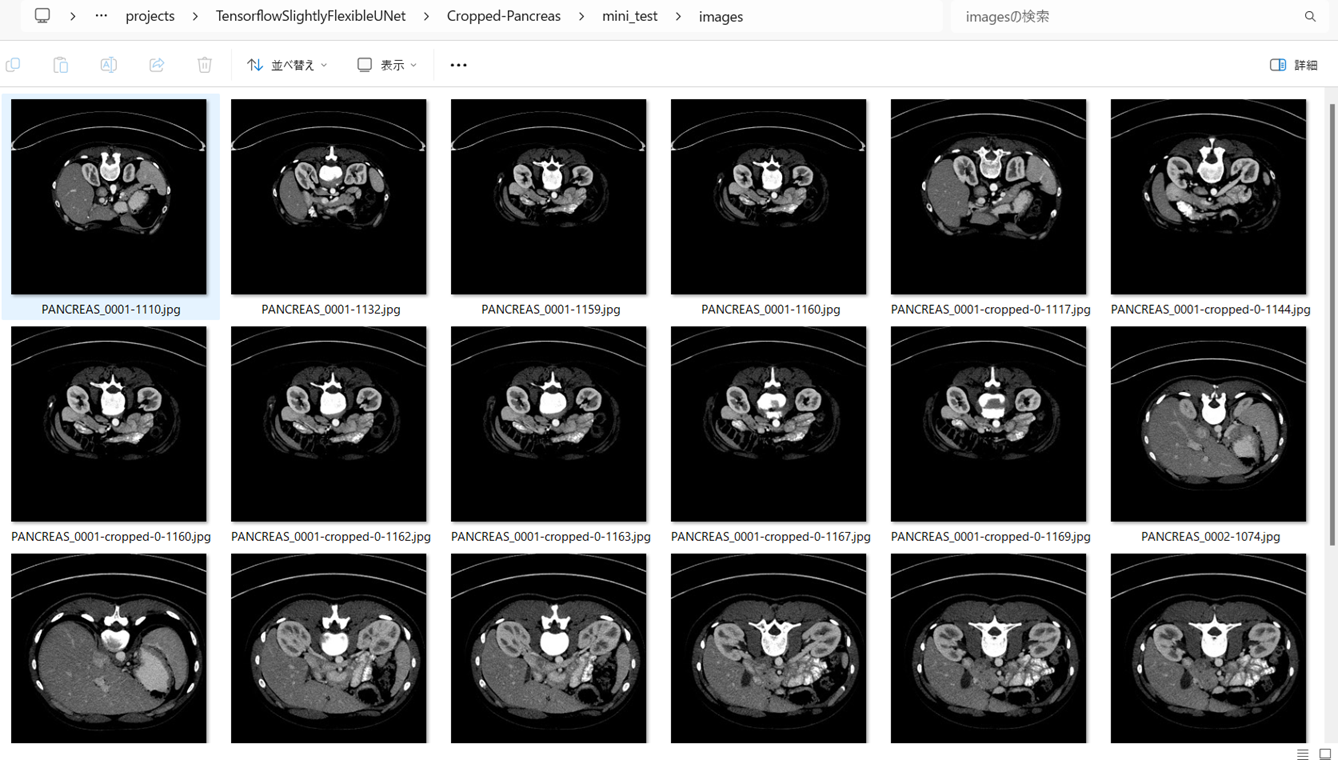 projects > TensorflowSlightlyFlexibleUNet > Cropped-Pancreas > mini_test > images
imagesの検索
並べ替え
表示
詳細
PANCREAS_0001-1110.jpg
PANCREAS_0001-1132.jpg
PANCREAS_0001-1159.jpg
PANCREAS_0001-1160.jpg
PANCREAS_0001-cropped-0-1117.jpg
PANCREAS_0001-cropped-0-1144.jpg
PANCREAS_0001-cropped-0-1160.jpg
PANCREAS_0001-cropped-0-1162.jpg
PANCREAS_0001-cropped-0-1163.jpg
PANCREAS_0001-cropped-0-1167.jpg
PANCREAS_0001-cropped-0-1169.jpg
PANCREAS_0002-1074.jpg